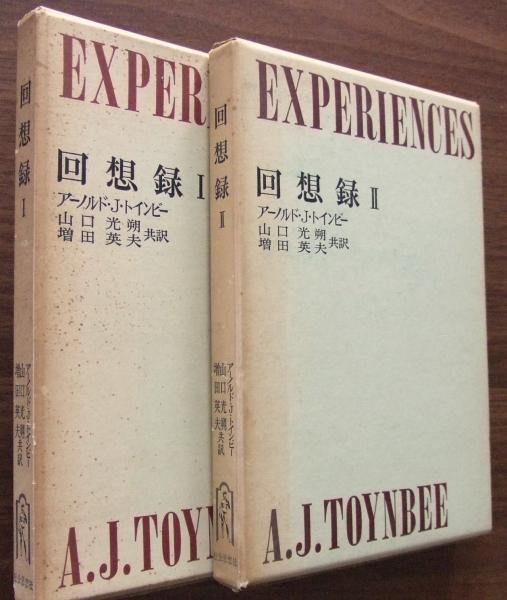 回想録 I
アーノルド・J・トインビー
山口光朔
増田英夫共訳
EXPER
回想録 I
アーノルド・J・トインビー
山口光朔
増田英夫 共訳
A.J.TOYN
回想録 II
アーノルド・J・トインビー
山口光朔
増田英夫共訳
EXPERIENCES
回想録 II
アーノルド・J・トインビー
山口光朔
増田英夫 共訳
A.J.TOYNBEE